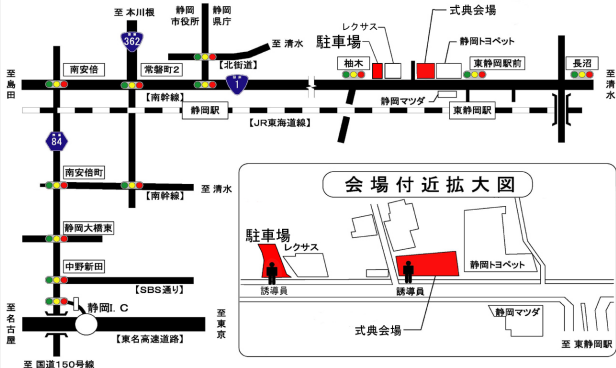 至 本川根
静岡市役所
静岡県庁
362
【北街道】
至 清水
レクサス
駐車場
式典会場
静岡トヨペット
至島田
南安倍
常磐町2
1
柚木
東静岡駅前
長沼
至清水
【南幹線】
静岡マツダ
静岡駅
東静岡駅
【JR東海道線】
84
南安倍町
至 清水
【南幹線】
静岡大橋東
中野新田
【SBS通り】
静岡I.C
至名古屋
【東名高速道路】
至東京
至 国道150号線
会場付近拡大図
駐車場
レクサス
誘導員
誘導員
静岡トヨペット
式典会場
静岡マツダ
至 東静岡駅